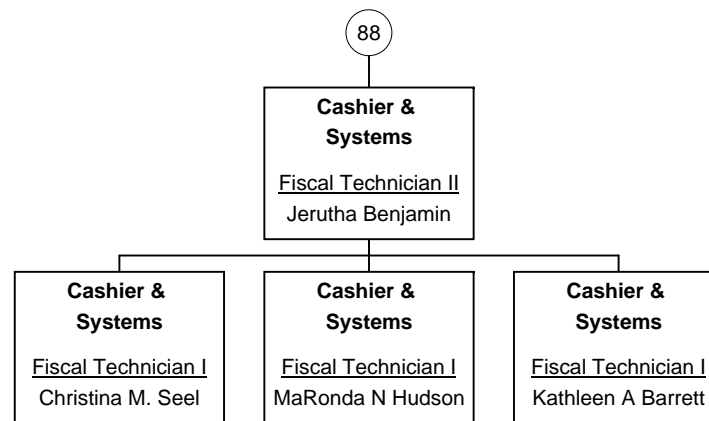 88
Cashier &
Systems
Fiscal Technician II
Jerutha Benjamin
Cashier &
Systems
Fiscal Technician I
Christina M. Seel
Cashier &
Systems
Fiscal Technician I
MaRonda N Hudson
Cashier &
Systems
Fiscal Technician I
Kathleen A Barrett